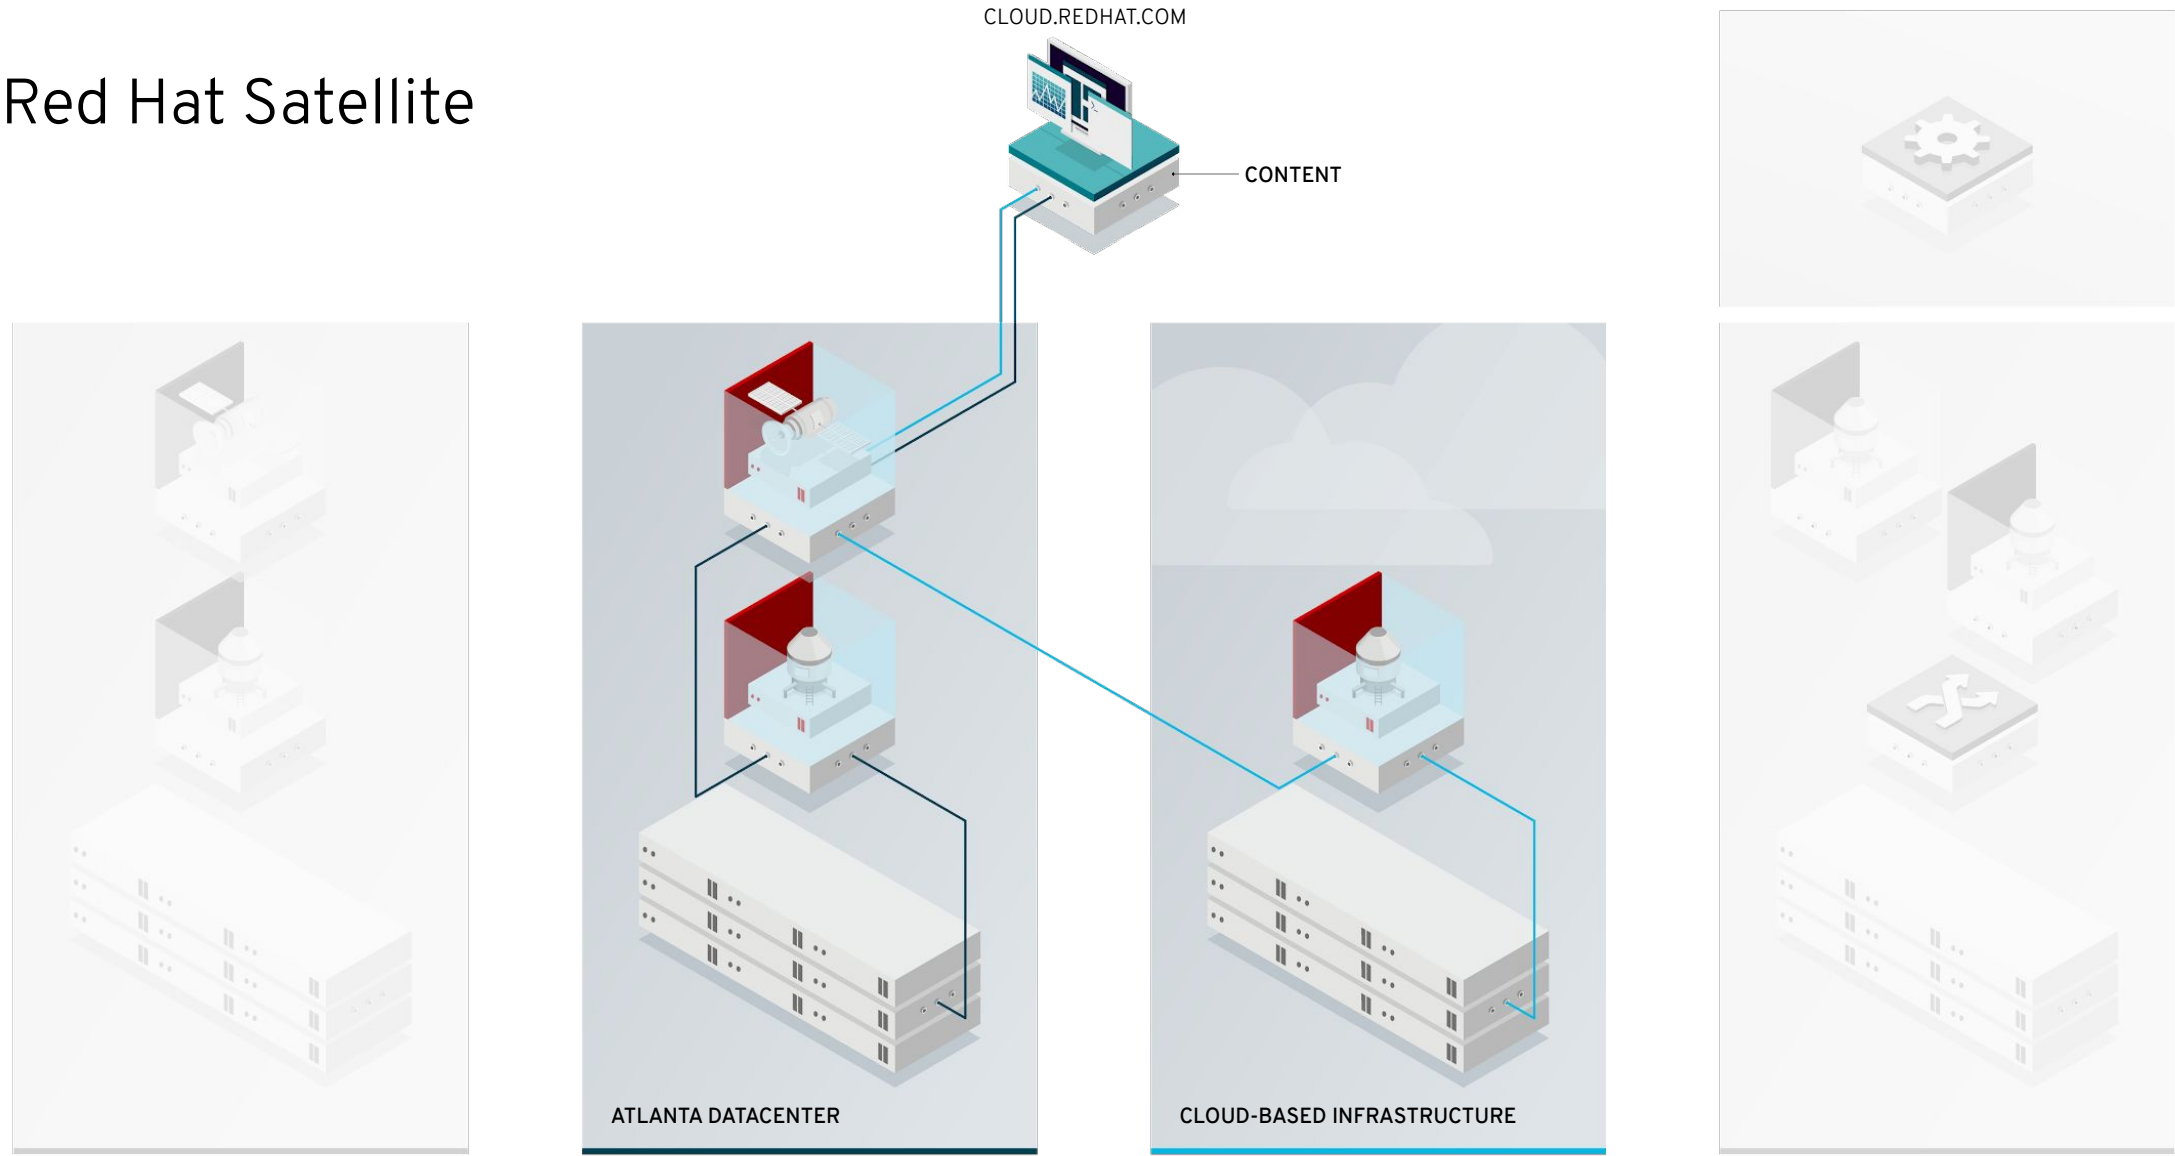 CLOUD.REDHAT.COM
Red Hat Satellite
CONTENT
ATLANTA DATACENTER
CLOUD-BASED INFRASTRUCTURE